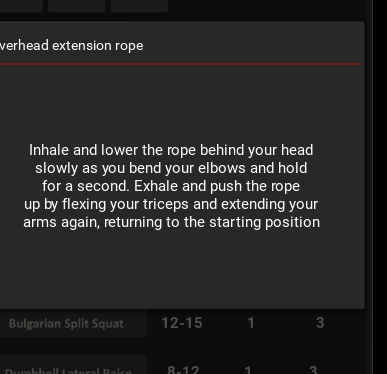 verhead extension rope
Inhale and lower the rope behind your head
slowly as you bend your elbows and hold
for a second. Exhale and push the rope
up by flexing your triceps and extending your
arms again, returning to the starting position
Bulgarian Split Squat 12-15 1 3
Dumbbell Lateral Raise 8-12 1 3